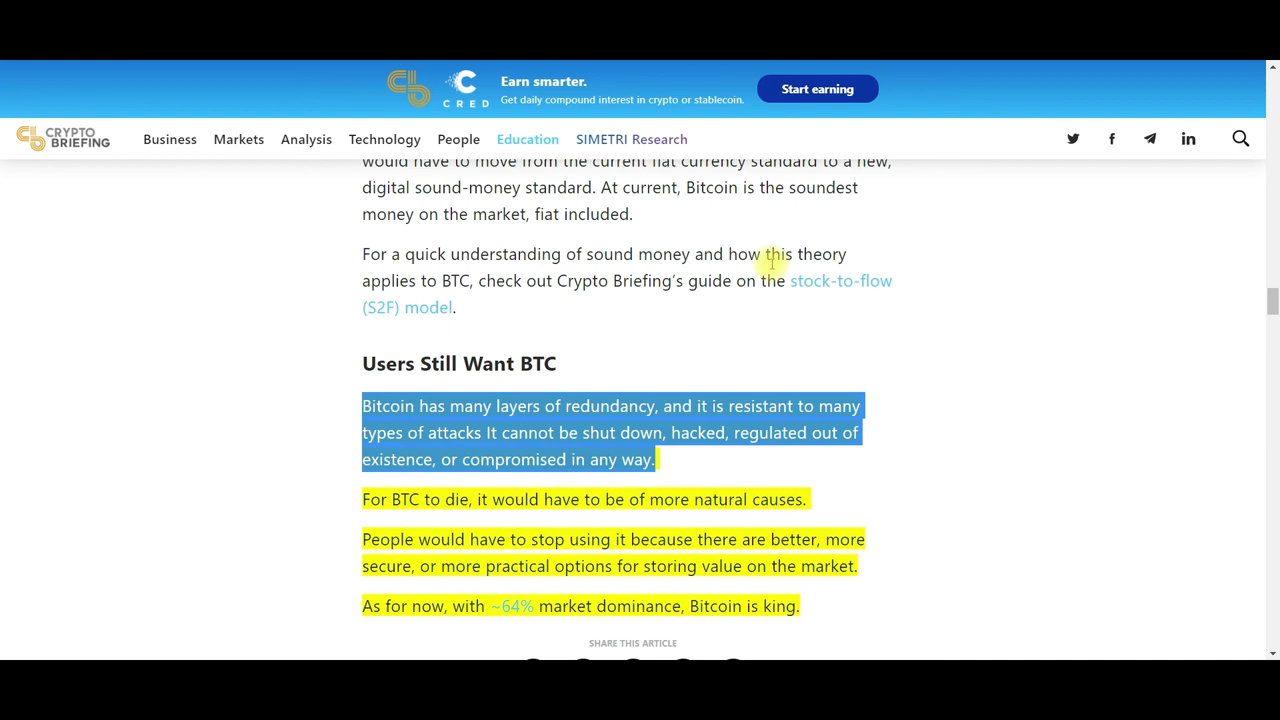 Earn smarter.
CRED
Get daily compound interest in crypto or stablecoin.
Start earning
CRYPTO
BRIEFING
Business Markets Analysis Technology People Education SIMETRI Research
would have to move from the current fiat currency standard to a new,
digital sound-money standard. At current, Bitcoin is the soundest
money on the market, fiat included.
For a quick understanding of sound money and how this theory
applies to BTC, check out Crypto Briefing's guide on the stock-to-flow
(S2F) model.
Users Still Want BTC
Bitcoin has many layers of redundancy, and it is resistant to many
types of attacks It cannot be shut down, hacked, regulated out of
existence, or compromised in any way.
For BTC to die, it would have to be of more natural causes.
People would have to stop using it because there are better, more
secure, or more practical options for storing value on the market.
As for now, with ~64% market dominance, Bitcoin is king.
SHARE THIS ARTICLE